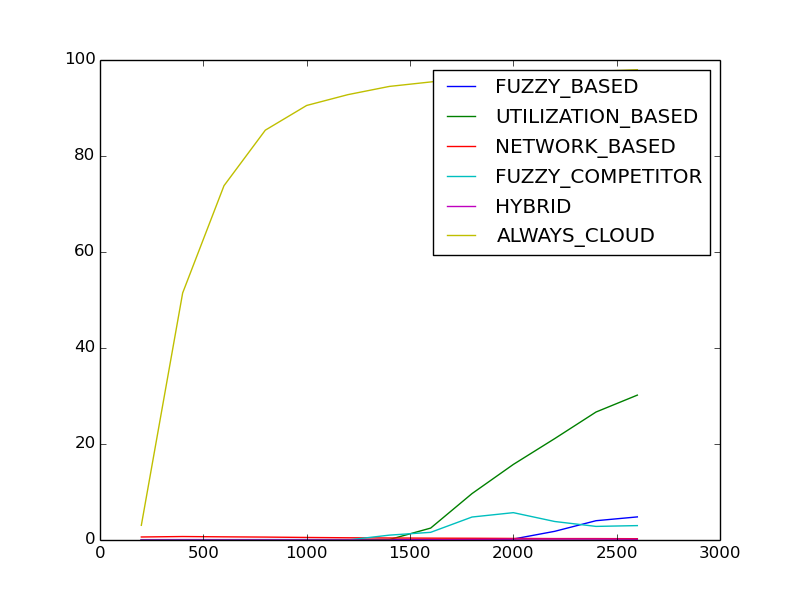 100
80
60
40
20
0
0 500 1000 1500 2000 2500 3000
FUZZY_BASED
UTILIZATION_BASED
NETWORK_BASED
FUZZY_COMPETITOR
HYBRID
ALWAYS_CLOUD